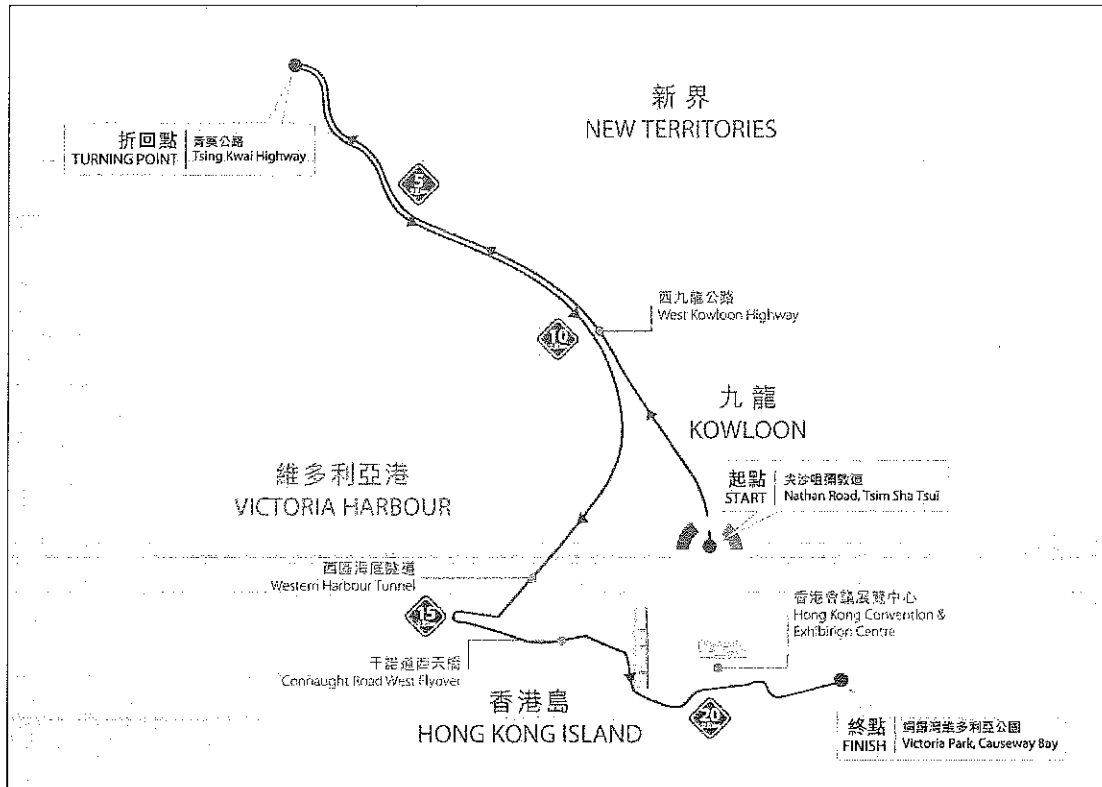 新界
NEW TERRITORIES
折回點
TURNING POINT
青葵公路
Tsing Kwai Highway
5
西九龍公路
West Kowloon Highway
10
九龍
KOWLOON
維多利亞港
VICTORIA HARBOUR
起點
START
尖沙咀彌敦道
Nathan Road, Tsim Sha Tsui
西區海底隧道
Western Harbour Tunnel
香港會議展覽中心
Hong Kong Convention &
Exhibition Centre
15
干諾道西天橋
Connaught Road West Flyover
香港島
HONG KONG ISLAND
20
終點
FINISH
銅鑼灣維多利亞公園
Victoria Park, Causeway Bay